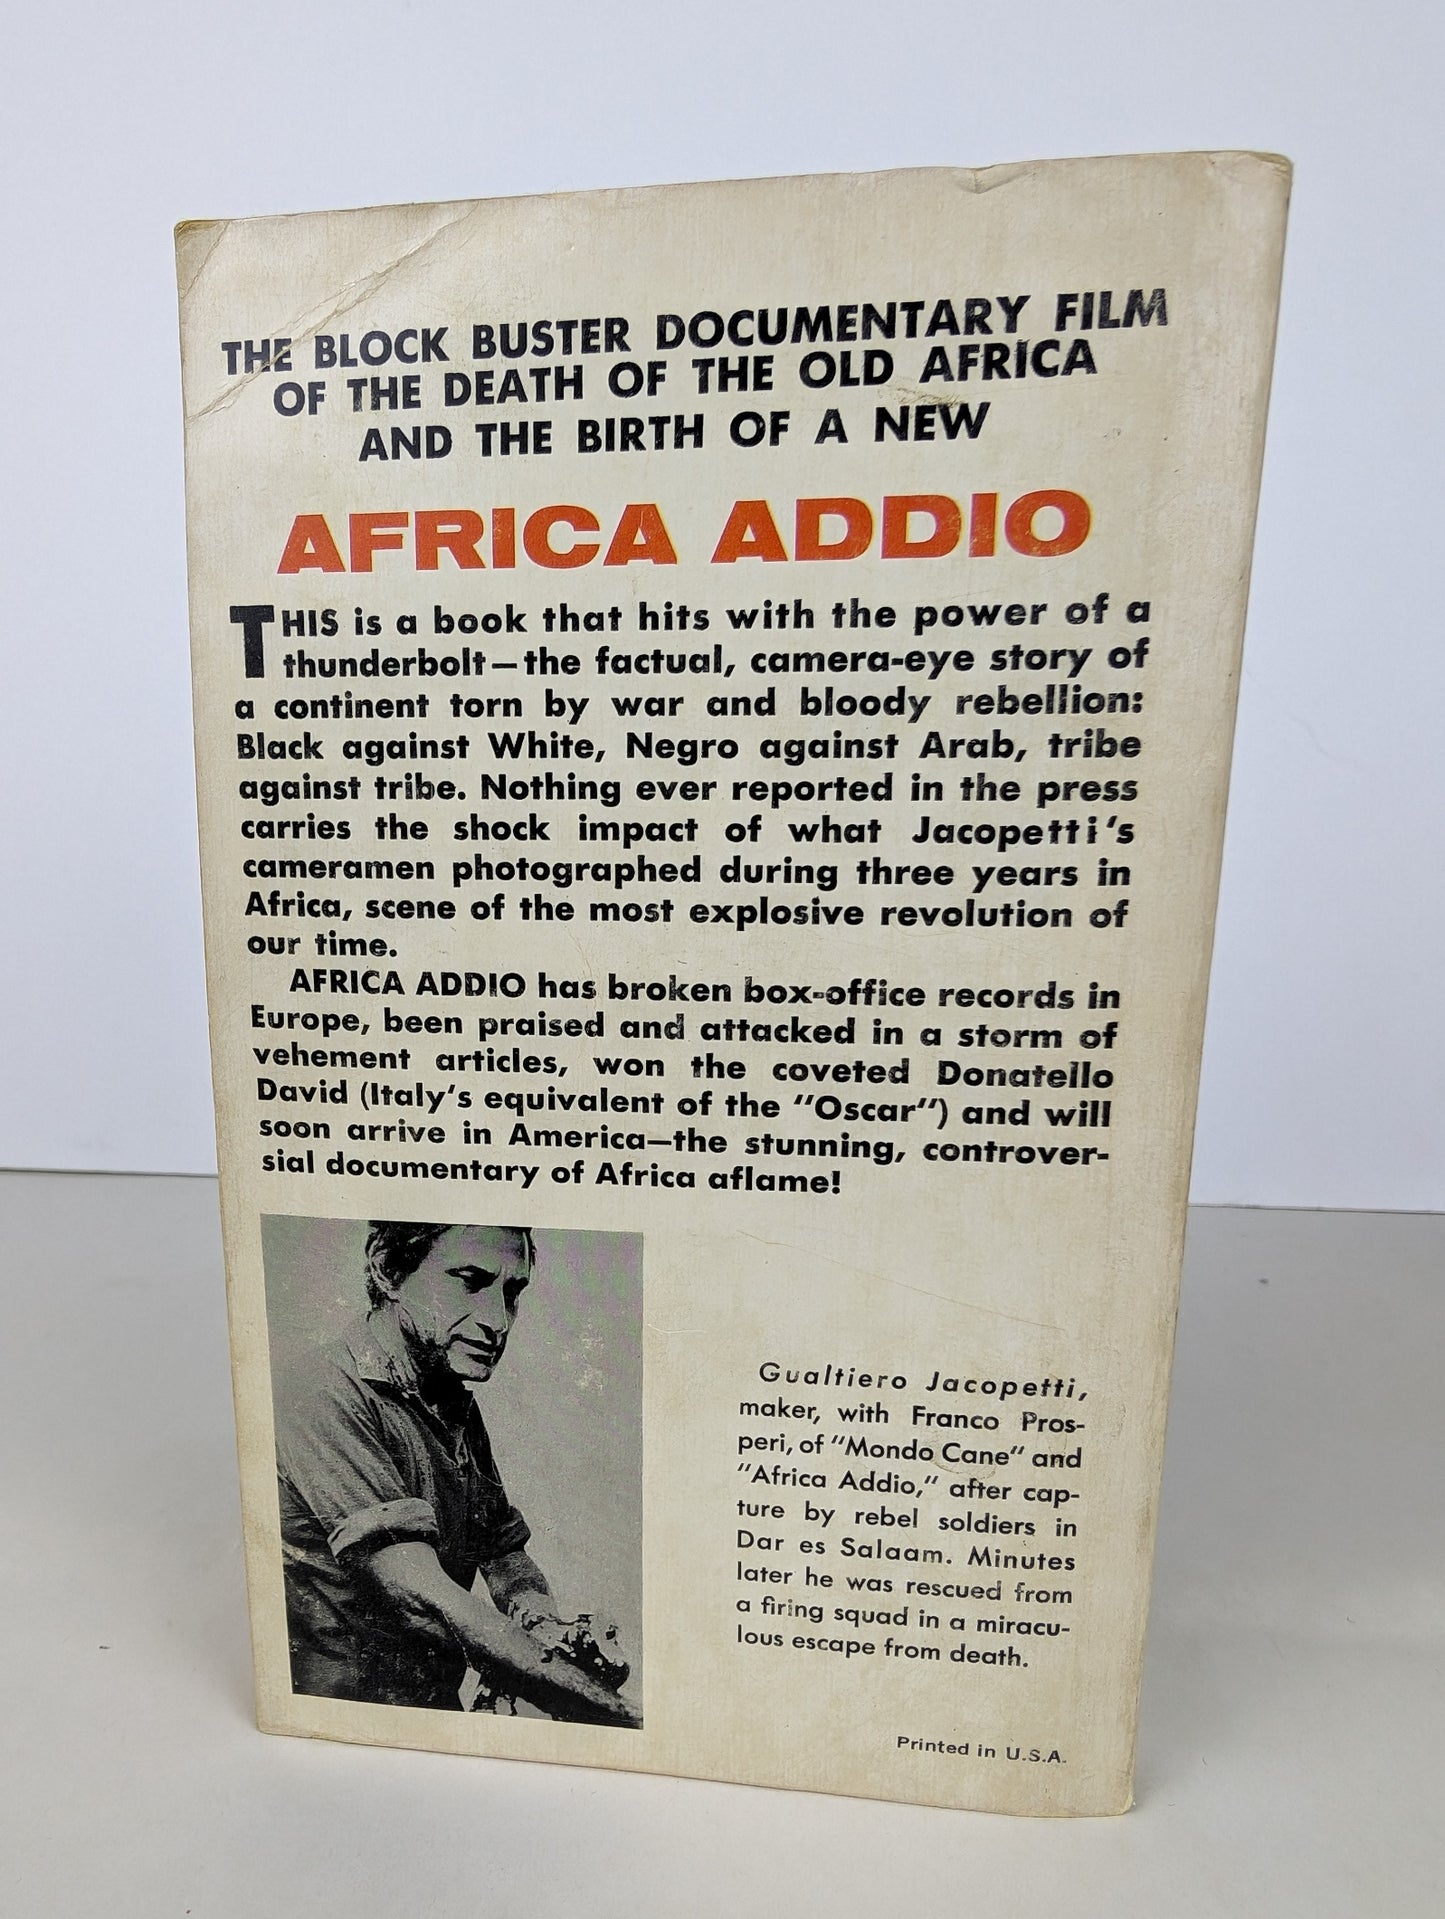 THE BLOCK BUSTER DOCUMENTARY FILM
OF THE DEATH OF THE OLD AFRICA
AND THE BIRTH OF A NEW
AFRICA ADDIO
THIS is a book that hits with the power of a
thunderbolt—the factual, camera-eye story of
a continent torn by war and bloody rebellion:
Black against White, Negro against Arab, tribe
against tribe. Nothing ever reported in the press
carries the shock impact of what Jacopetti's
cameramen photographed during three years in
Africa, scene of the most explosive revolution of
our time.
AFRICA ADDIO has broken box-office records in
Europe, been praised and attacked in a storm of
vehement articles, won the coveted Donatello
David (Italy's equivalent of the "Oscar") and will
soon arrive in America—the stunning, controver-
sial documentary of Africa aflame!
Gualtiero Jacopetti,
maker, with Franco Pros-
peri, of "Mondo Cane" and
"Africa Addio," after cap-
ture by rebel soldiers in
Dar es Salaam. Minutes
later he was rescued from
a firing squad in a miracu-
lous escape from death.
Printed in U.S.A.